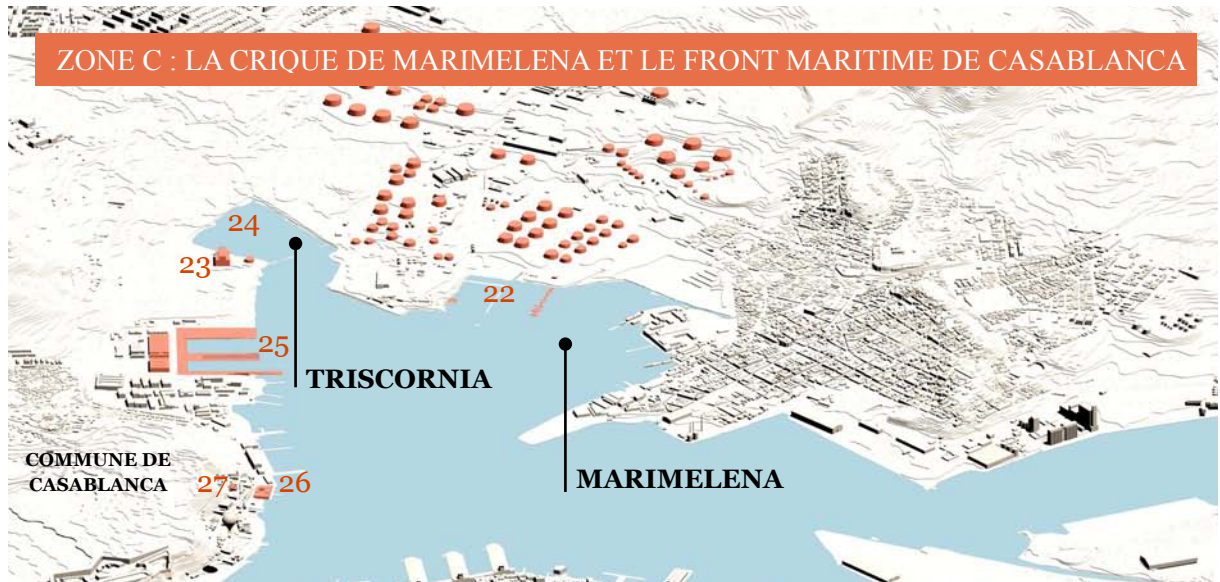 ZONE C : LA CRIQUE DE MARIMELENA ET LE FRONT MARITIME DE CASABLANCA
24
23
22
25
TRISCORNIA
COMMUNE DE
CASABLANCA
27
26
MARIMELENA